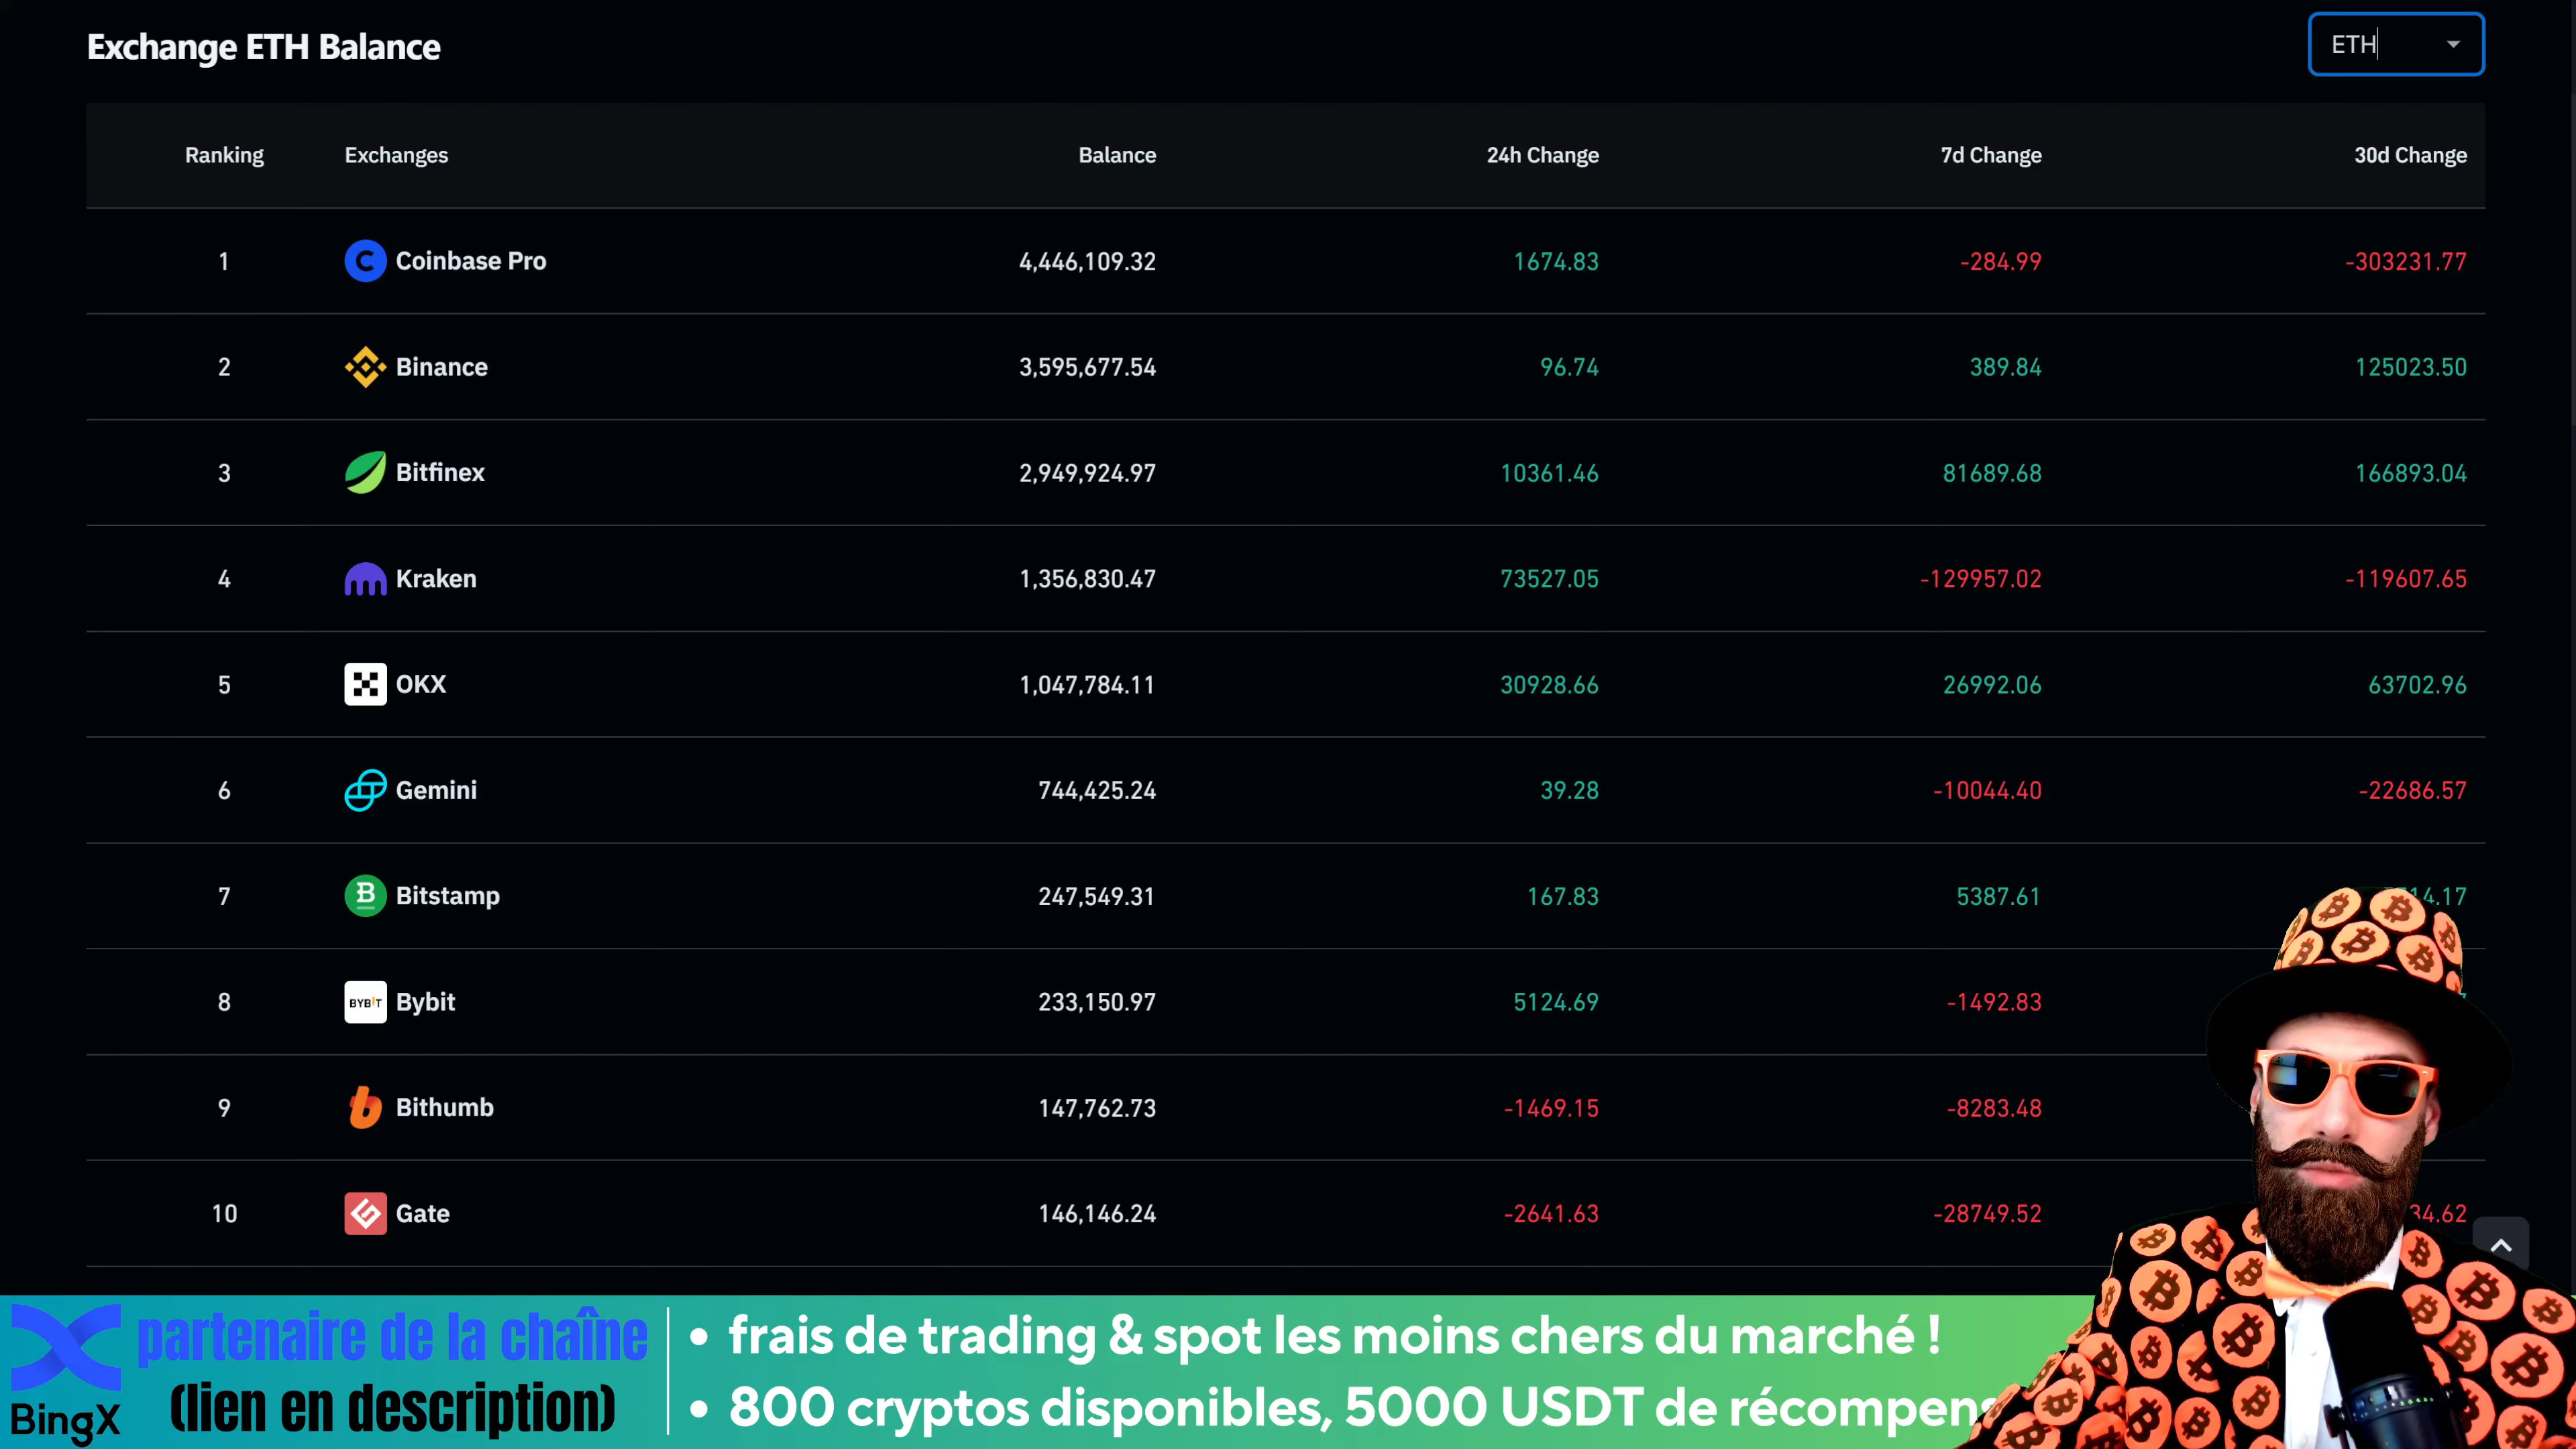 Exchange ETH Balance
ETH
Ranking Exchanges Balance 24h Change 7d Change 30d Change
1 Coinbase Pro 4,446,109.32 1674.83 -284.99 -303231.77
2 Binance 3,595,677.54 96.74 389.84 125023.50
3 Bitfinex 2,949,924.97 10361.46 81689.68 166893.04
4 Kraken 1,356,830.47 73527.05 -129957.02 -119607.65
5 OKX 1,047,784.11 30928.66 26992.06 63702.96
6 Gemini 744,425.24 39.28 -10044.40 -22686.57
7 Bitstamp 247,549.31 167.83 5387.61
8 BYBIT Bybit 233,150.97 5124.69 -1492.83
9 Bithumb 147,762.73 -1469.15 -8283.48
10 Gate 146,146.24 -2641.63 -28749.52
partenaire de la chaîne
(lien en description)
BingX
• frais de trading & spot les moins chers du marché !
• 800 cryptos disponibles, 5000 USDT de